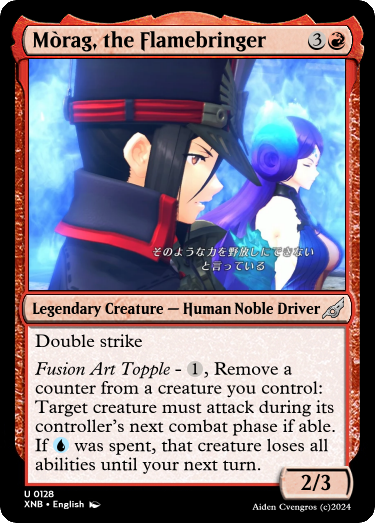 Mòrag, the Flamebringer
3
そのような力を野放しにできない
と言っている
Legendary Creature — Human Noble Driver
Double strike
Fusion Art Topple - 1, Remove a
counter from a creature you control:
Target creature must attack during its
controller's next combat phase if able.
If was spent, that creature loses all
abilities until your next turn.
2/3
U 0128
XNB • English
Aiden Cvengros (c)2024